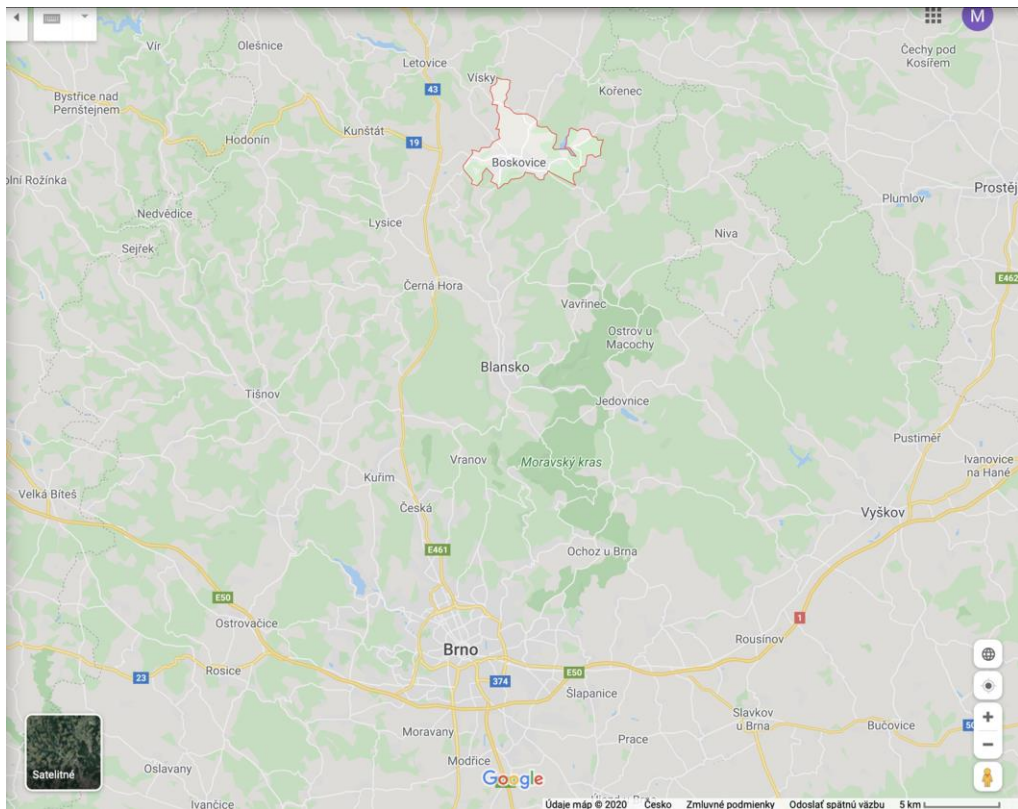 M
Vír
Olešnice
Letovice
Vísky
Čechy pod
Kosířem
Bystřice nad
Pernštejnem
43
Kořenec
Kunštát
19
Hodonín
Boskovice
olní Rožínka
Prostěj
Plumlov
Nedvědice
Lysice
Niva
Sejřek
E462
Černá Hora
Vavřinec
Ostrov u
Macochy
Blansko
Tišnov
Jedovnice
Pustiměř
Vranov
Moravský kras
Ivanovice
na Hané
Kuřim
Velká Bíteš
Česká
Vyškov
E461
Ochoz u Brna
E50
Ostrovačice
1
Rousínov
Brno
Rosice
23
E50
374
Šlapanice
Slavkov
u Brna
Bučovice
50
Moravany
Prace
Modřice
Oslavany
Satelitné
Google
Ivančice
Údaje máp © 2020 Česko Zmluvné podmienky Odoslať spätnú väzbu 5 km